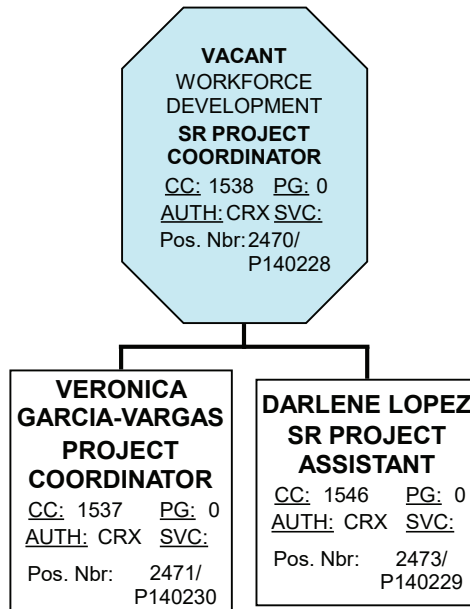 VACANT
WORKFORCE
DEVELOPMENT
SR PROJECT
COORDINATOR
CC: 1538 PG: 0
AUTH: CRX SVC:
Pos. Nbr: 2470/
P140228
VERONICA
GARCIA-VARGAS
PROJECT
COORDINATOR
CC: 1537 PG: 0
AUTH: CRX SVC:
Pos. Nbr: 2471/
P140230
DARLENE LOPEZ
SR PROJECT
ASSISTANT
CC: 1546 PG: 0
AUTH: CRX SVC:
Pos. Nbr: 2473/
P140229